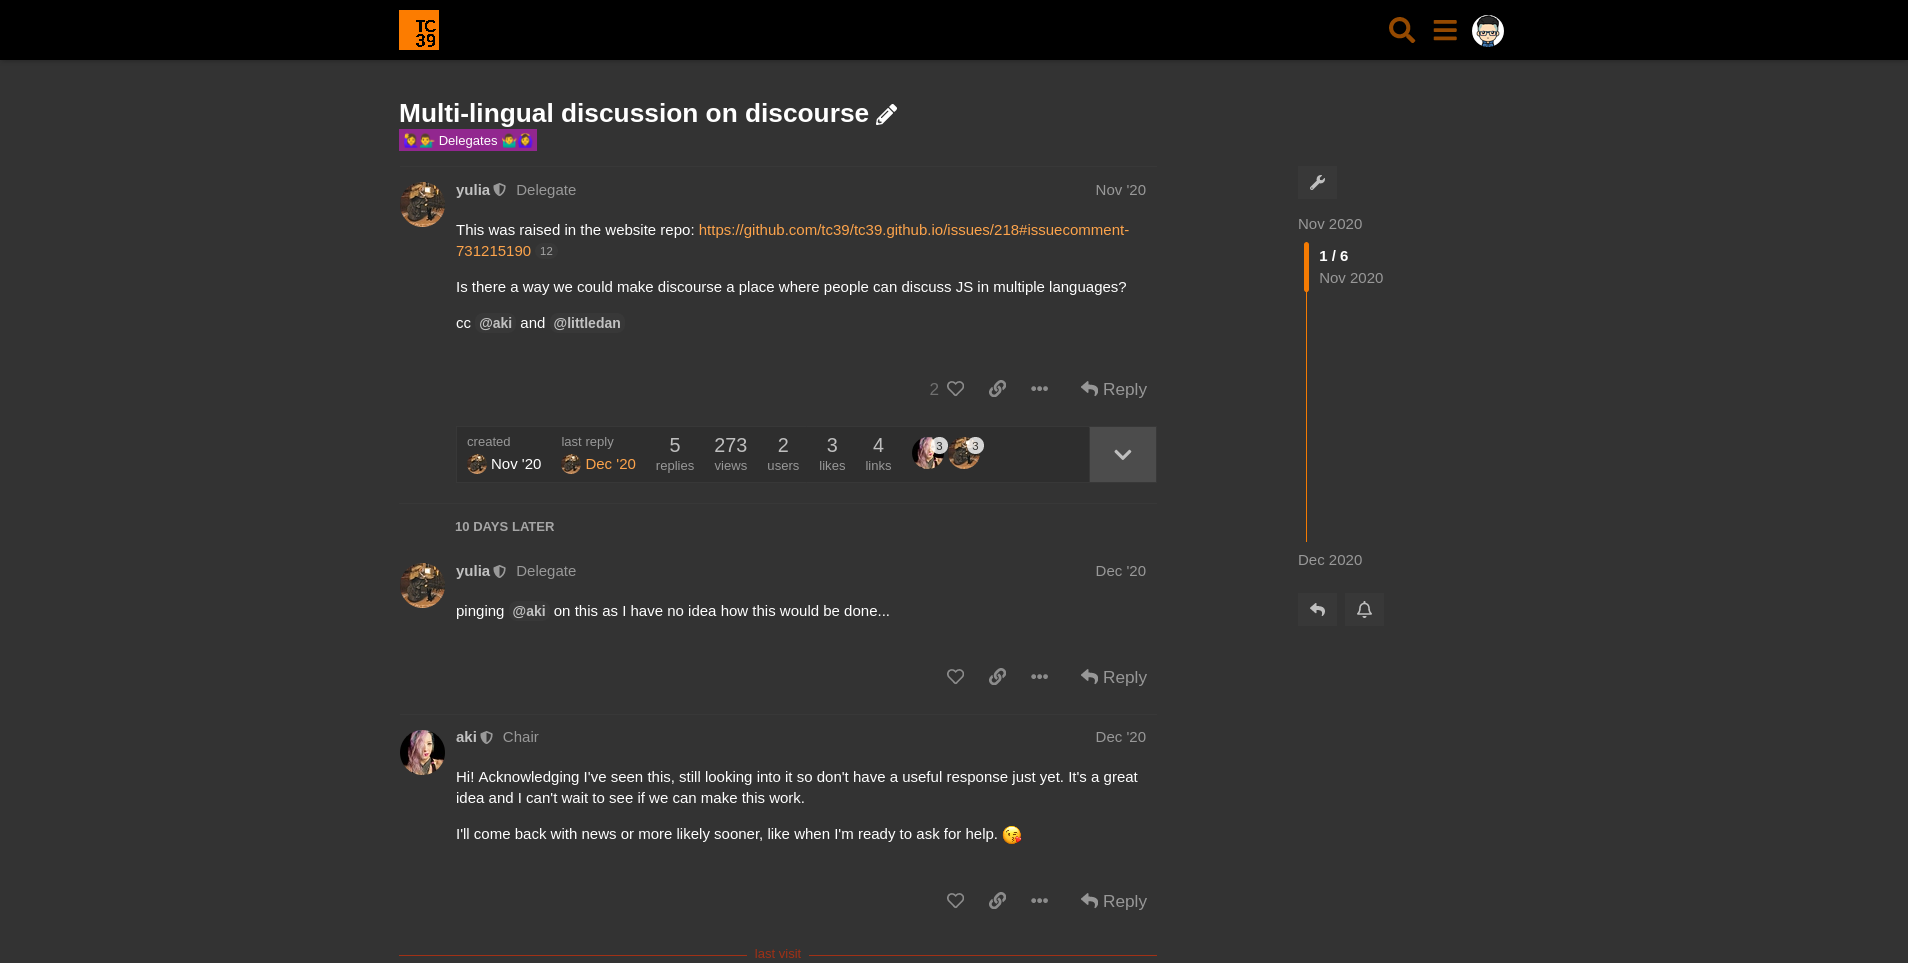 TC
39
Multi-lingual discussion on discourse
Delegates
yulia Delegate Nov '20
This was raised in the website repo: https://github.com/tc39/tc39.github.io/issues/218#issuecomment-
731215190 12
Is there a way we could make discourse a place where people can discuss JS in multiple languages?
cc @aki and @littledan
2 Reply
created last reply 5 273 2 3 4 3 3
Nov '20 Dec '20 replies views users likes links
10 DAYS LATER
yulia Delegate Dec '20
pinging @aki on this as I have no idea how this would be done...
Reply
aki Chair Dec '20
Hi! Acknowledging I've seen this, still looking into it so don't have a useful response just yet. It's a great
idea and I can't wait to see if we can make this work.
I'll come back with news or more likely sooner, like when I'm ready to ask for help. 😘
Reply
last visit
Nov 2020
1 / 6
Nov 2020
Dec 2020